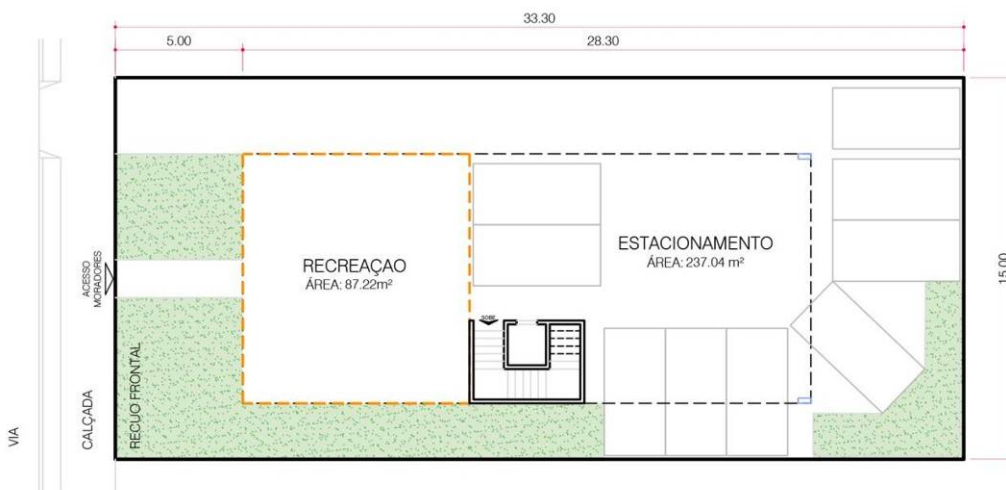 33.30
5.00
28.30
RECREAÇAO
ÁREA: 87.22m²
ESTACIONAMENTO
ÁREA: 237.04 m²
15.00
ACESSO
MORADORES
SOBE
RECUO FRONTAL
CALÇADA
VIA